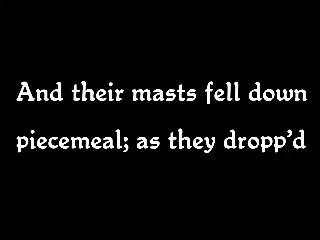 And their masts fell down
piecemeal; as they dropp’d